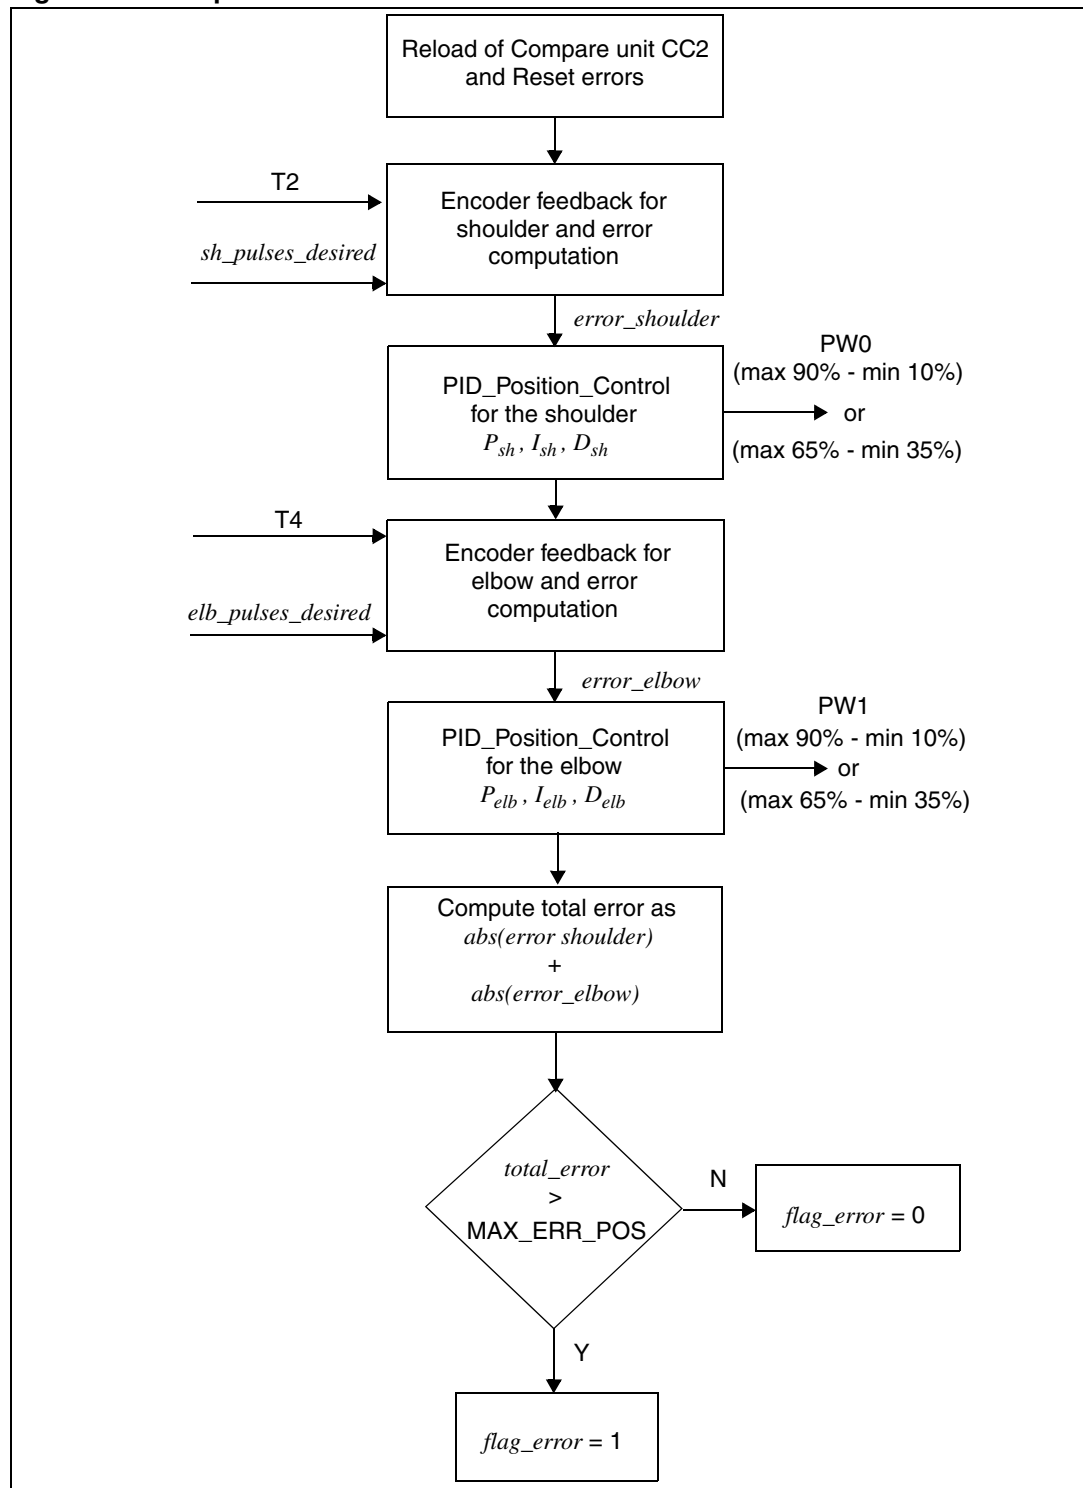 Reload of Compare unit CC2
and Reset errors
T2
sh_pulses_desired
Encoder feedback for
shoulder and error
computation
error_shoulder
PID_Position_Control
for the shoulder
P_sh , I_sh , D_sh
PW0
(max 90% - min 10%)
or
(max 65% - min 35%)
T4
elb_pulses_desired
Encoder feedback for
elbow and error
computation
error_elbow
PID_Position_Control
for the elbow
P_elb , I_elb , D_elb
PW1
(max 90% - min 10%)
or
(max 65% - min 35%)
Compute total error as
abs(error shoulder)
+
abs(error_elbow)
total_error
>
MAX_ERR_POS
N
flag_error = 0
Y
flag_error = 1